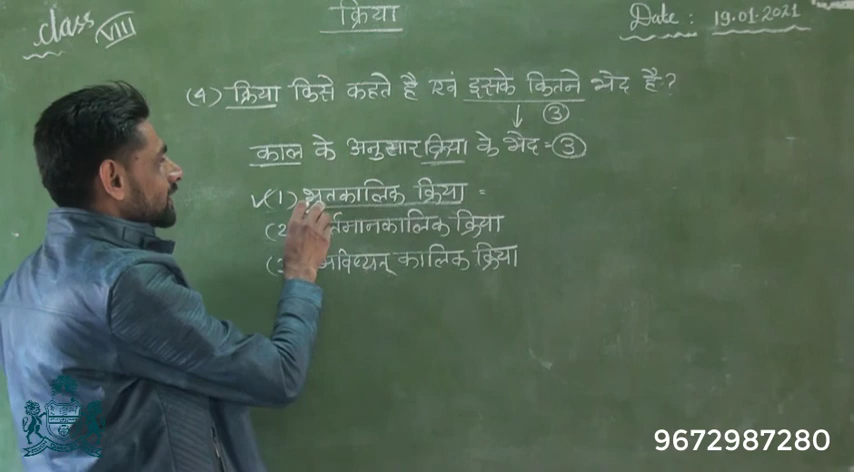 class VIII
क्रिया
Date: 19.01.2021
(4) क्रिया किसे कहते है एवं इसके कितने भेद है?
↓ ③
काल के अनुसार क्रिया के भेद = ③
✓(1) भूतकालिक क्रिया =
(2) र्तमानकालिक क्रिया
(3 भविष्यत् कालिक क्रिया
9672987280